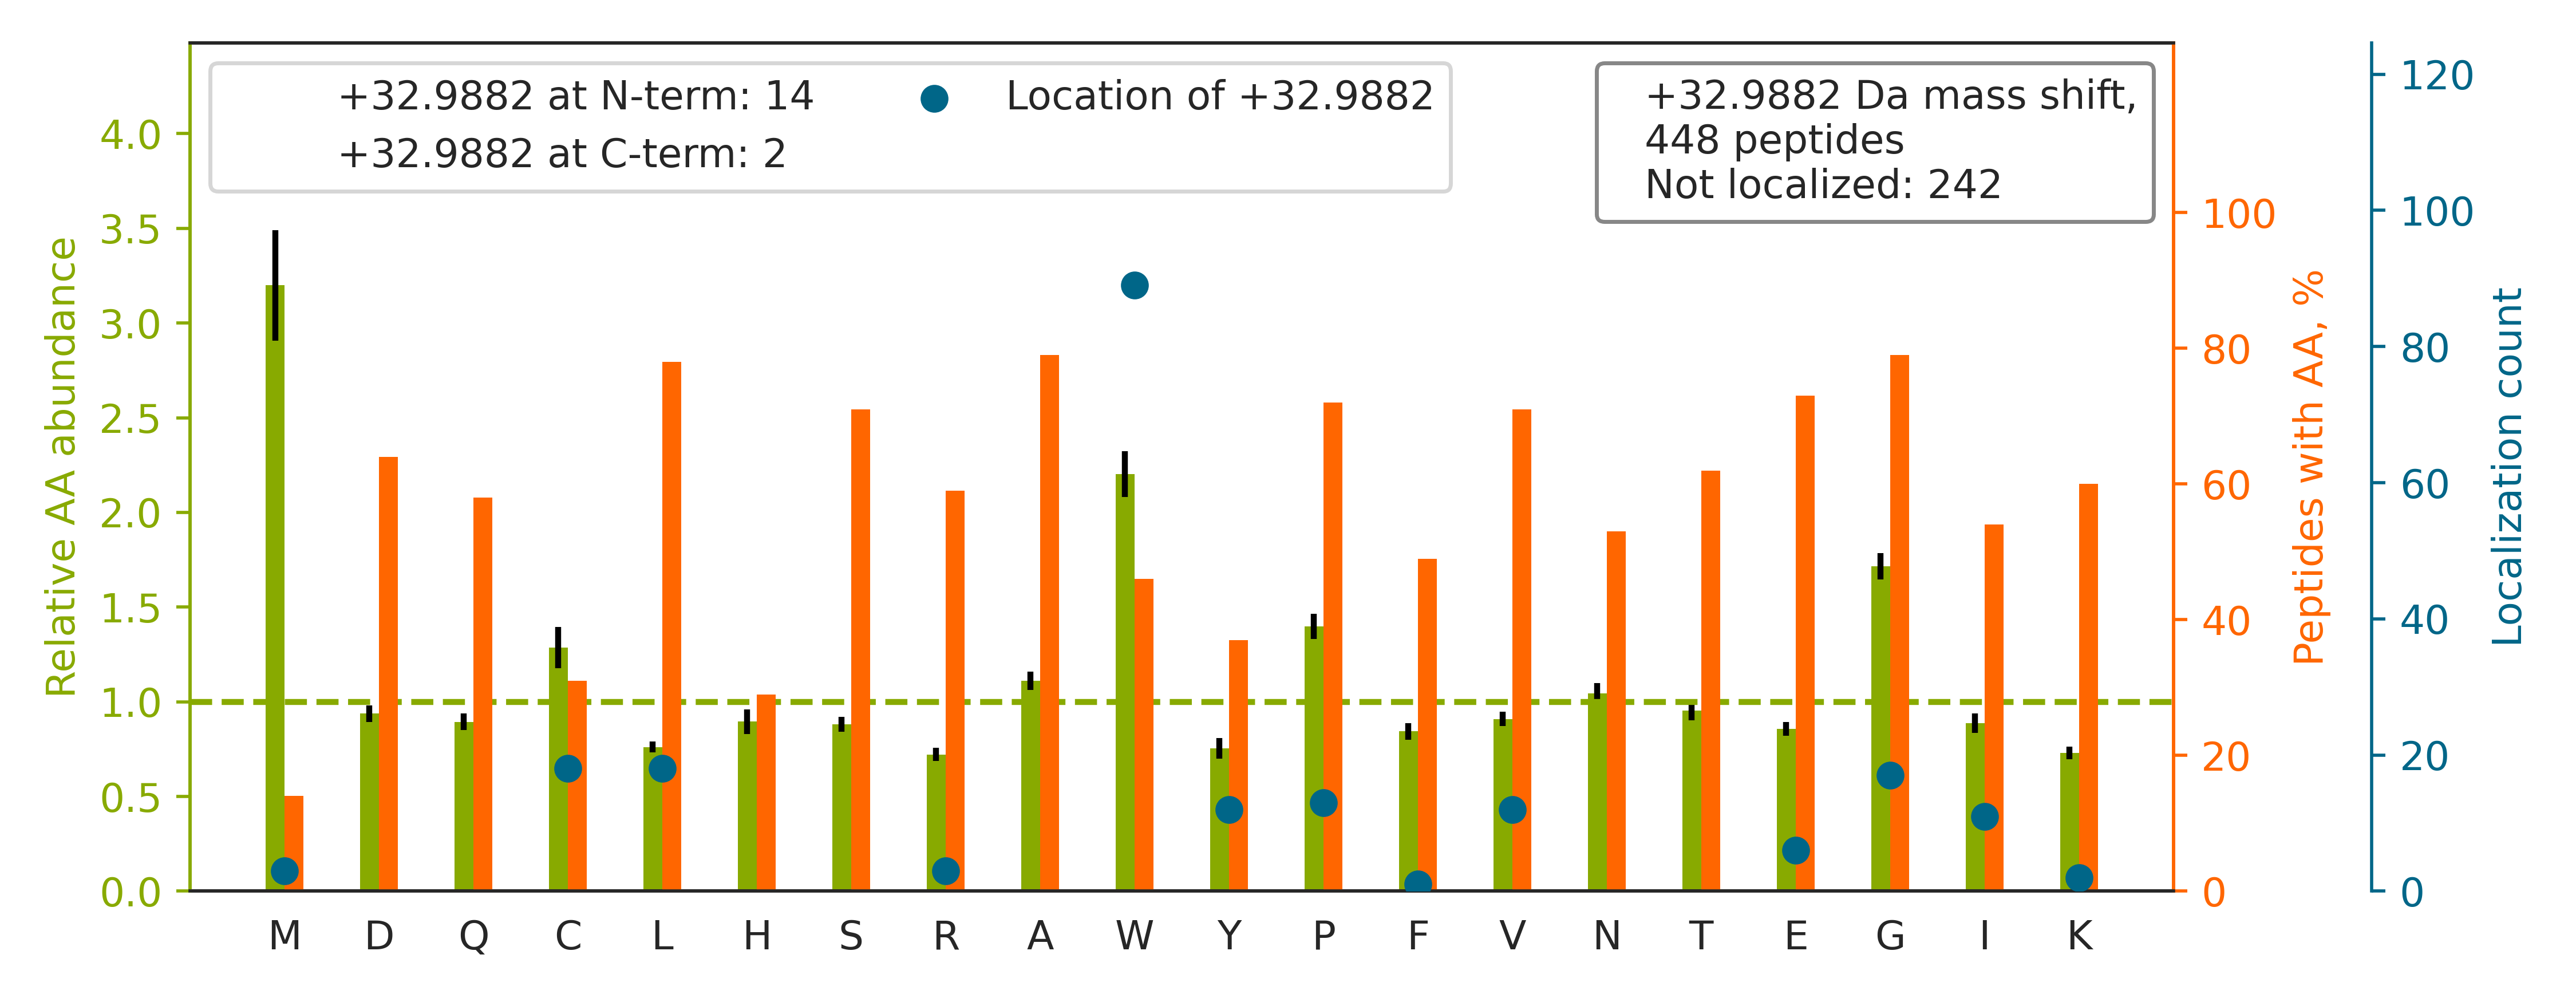 +32.9882 at N-term: 14
+32.9882 at C-term: 2
Location of +32.9882
+32.9882 Da mass shift,
448 peptides
Not localized: 242
Relative AA abundance
4.0
3.5
3.0
2.5
2.0
1.5
1.0
0.5
0.0
M D Q C L H S R A W Y P F V N T E G I K
100
80
60
40
20
0
Peptides with AA, %
120
100
80
60
40
20
0
Localization count